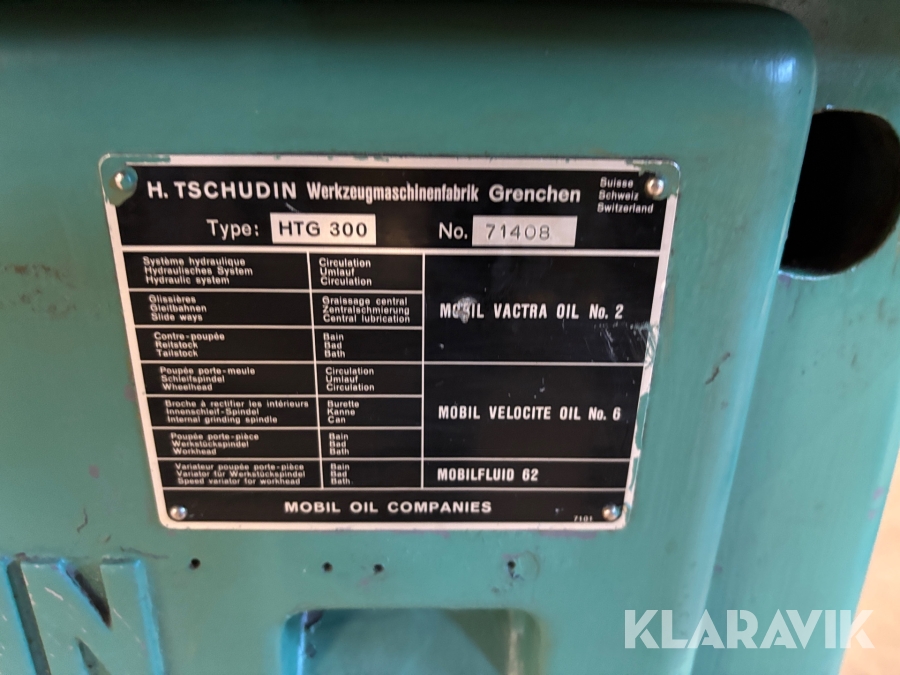 H. TSCHUDIN Werkzeugmaschinenfabrik Grenchen
Suisse
Schweiz
Switzerland
Type: HTG 300 No. 71408
Système hydraulique
Hydraulisches System
Hydraulic system
Circulation
Umlauf
Circulation
Glissières
Gleitbahnen
Slide ways
Graissage central
Zentralschmierung
Central lubrication
Contre-poupée
Reitstock
Tailstock
Bain
Bad
Bath
MOBIL VACTRA OIL No. 2
Poupée porte-meule
Schleifspindel
Wheelhead
Circulation
Umlauf
Circulation
Broche à rectifier les intérieurs
Innenschleif-Spindel
Internal grinding spindle
Burette
Kanne
Can
Poupée porte-pièce
Werkstückspindel
Workhead
Bain
Bad
Bath
MOBIL VELOCITE OIL No. 6
Variateur poupée porte-pièce
Variator für Werkstückspindel
Speed variator for workhead
Bain
Bad
Bath
MOBILFLUID 62
MOBIL OIL COMPANIES
7101
N
KLARAVIK